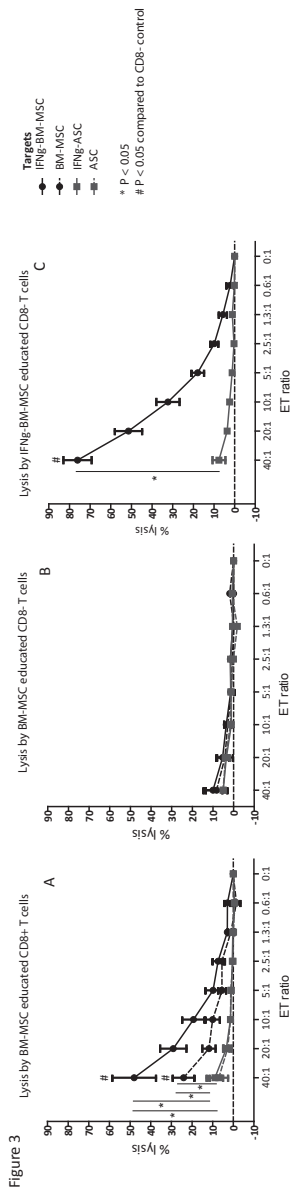 Figure 3
Lysis by BM-MSC educated CD8+ T cells
A
% lysis
90
80
70
60
50
40
30
20
10
0
-10
#
#
*
*
*
*
40:1 20:1 10:1 5:1 2.5:1 1.3:1 0.6:1 0:1
ET ratio
Lysis by BM-MSC educated CD8- T cells
B
% lysis
90
80
70
60
50
40
30
20
10
0
-10
40:1 20:1 10:1 5:1 2.5:1 1.3:1 0.6:1 0:1
ET ratio
Lysis by IFNg-BM-MSC educated CD8- T cells
C
% lysis
90
80
70
60
50
40
30
20
10
0
-10
#
*
40:1 20:1 10:1 5:1 2.5:1 1.3:1 0.6:1 0:1
ET ratio
Targets
IFNg-BM-MSC
BM-MSC
IFNg-ASC
ASC
* P < 0.05
# P < 0.05 compared to CD8- control